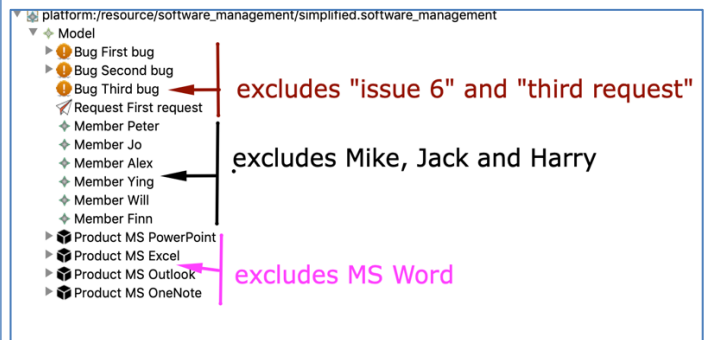 platform:/resource/software_management/simplified.software_management
Model
Bug First bug
Bug Second bug
Bug Third bug
excludes "issue 6" and "third request"
Request First request
Member Peter
Member Jo
Member Alex
excludes Mike, Jack and Harry
Member Ying
Member Will
Member Finn
Product MS PowerPoint
Product MS Excel
Product MS Outlook
excludes MS Word
Product MS OneNote